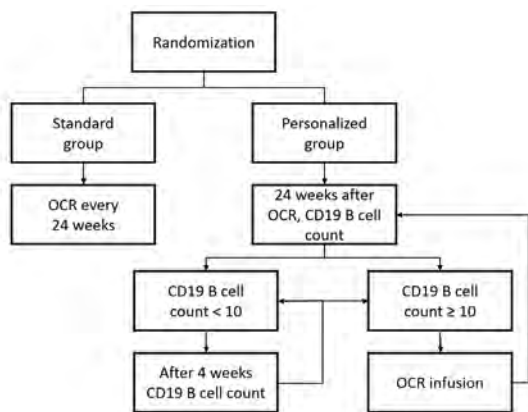 Randomization
Standard
group
Personalized
group
OCR every
24 weeks
24 weeks after
OCR, CD19 B cell
count
CD19 B cell
count < 10
CD19 B cell
count ≥ 10
After 4 weeks
CD19 B cell count
OCR infusion